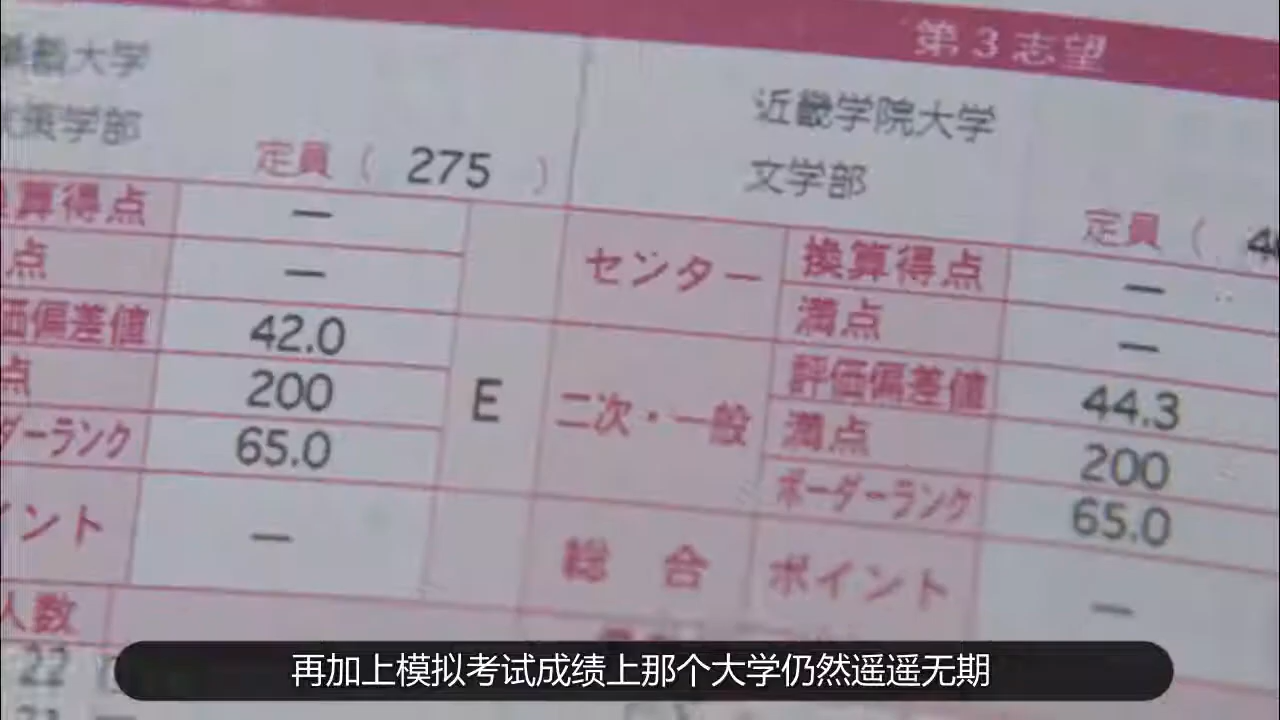 第3志望
大学
学部
定員 ( 275 )
近畿学院大学
文学部
定員 (
算得点
—
点
—
偏差値
42.0
点
200
ーランク
65.0
E
ント
—
人数
22
センター
換算得点
—
満点
—
二次・一般
評価偏差値
44.3
満点
200
ボーダーランク
65.0
総 合
ポイント
—
再加上模拟考试成绩上那个大学仍然遥遥无期